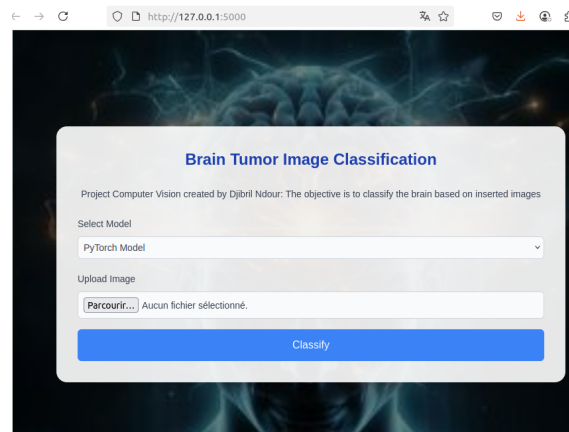 http://127.0.0.1:5000
Brain Tumor Image Classification
Project Computer Vision created by Djibril Ndour: The objective is to classify the brain based on inserted images
Select Model
PyTorch Model
Upload Image
Parcourir... Aucun fichier sélectionné.
Classify